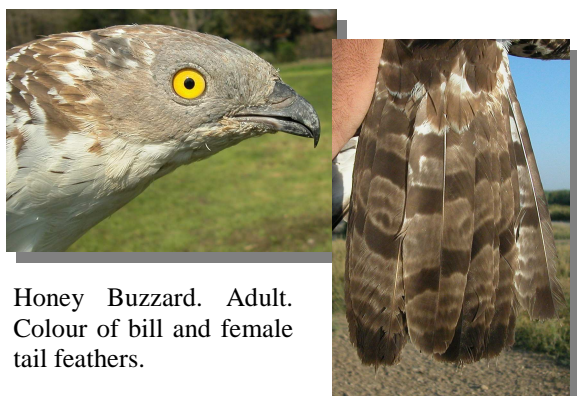 Honey Buzzard. Adult.
Colour of bill and female
tail feathers.